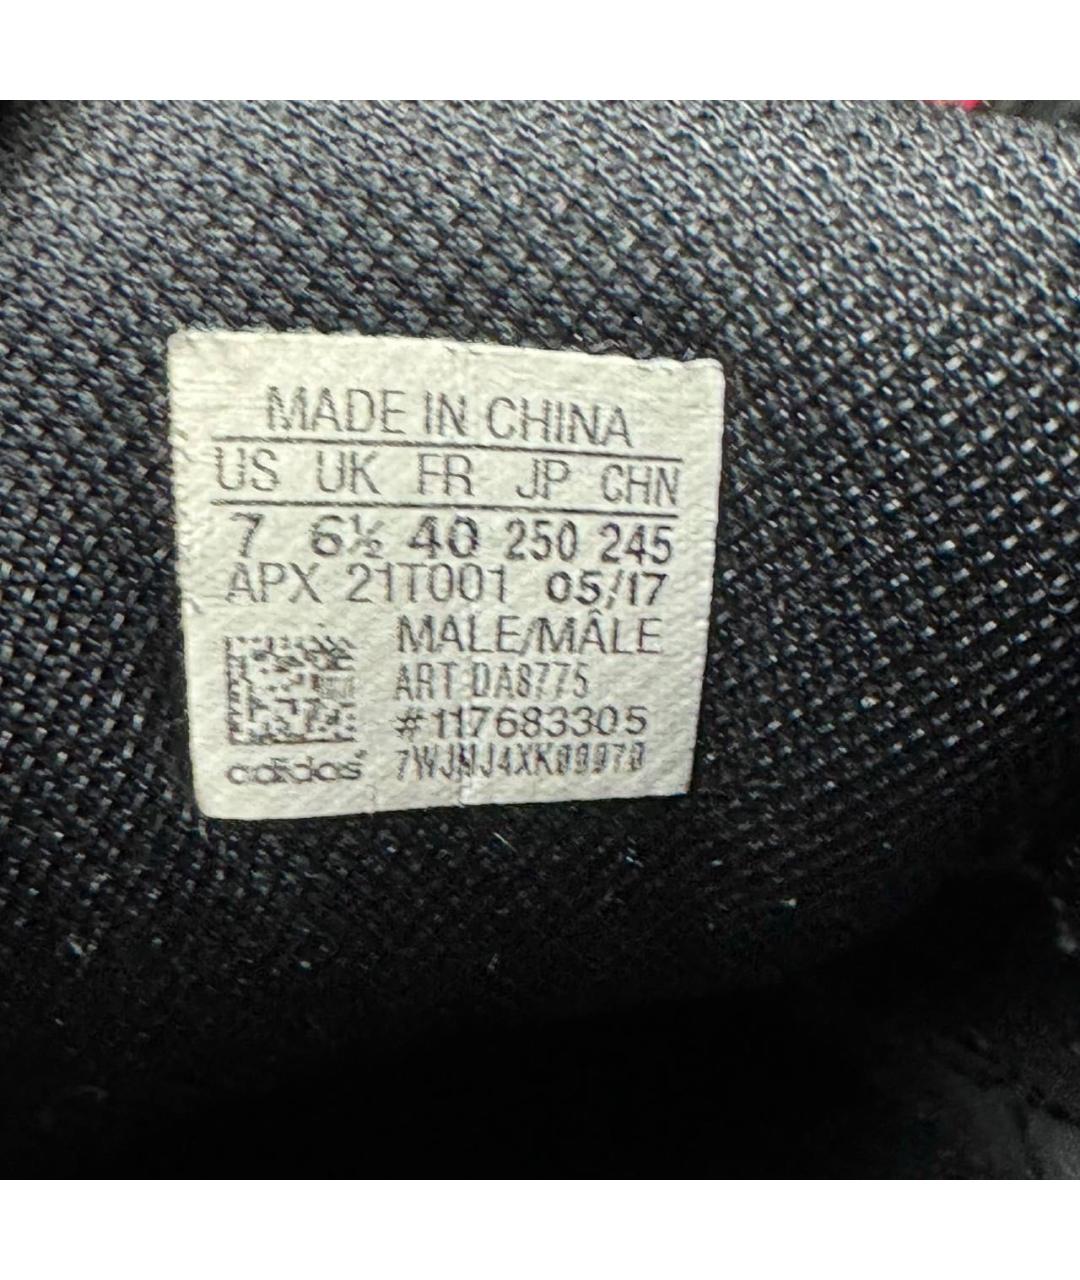 MADE IN CHINA
US UK FR JP CHN
7 6½ 40 250 245
APX 21T001 05/17
MALE/MÂLE
ART DA8775
#117683305
adidas